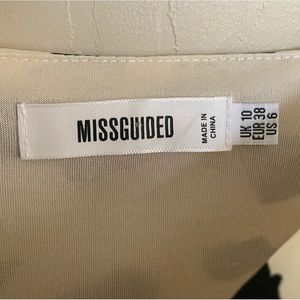 MISSGUIDED
MADE IN
CHINA
UK 10
EUR 38
US 6